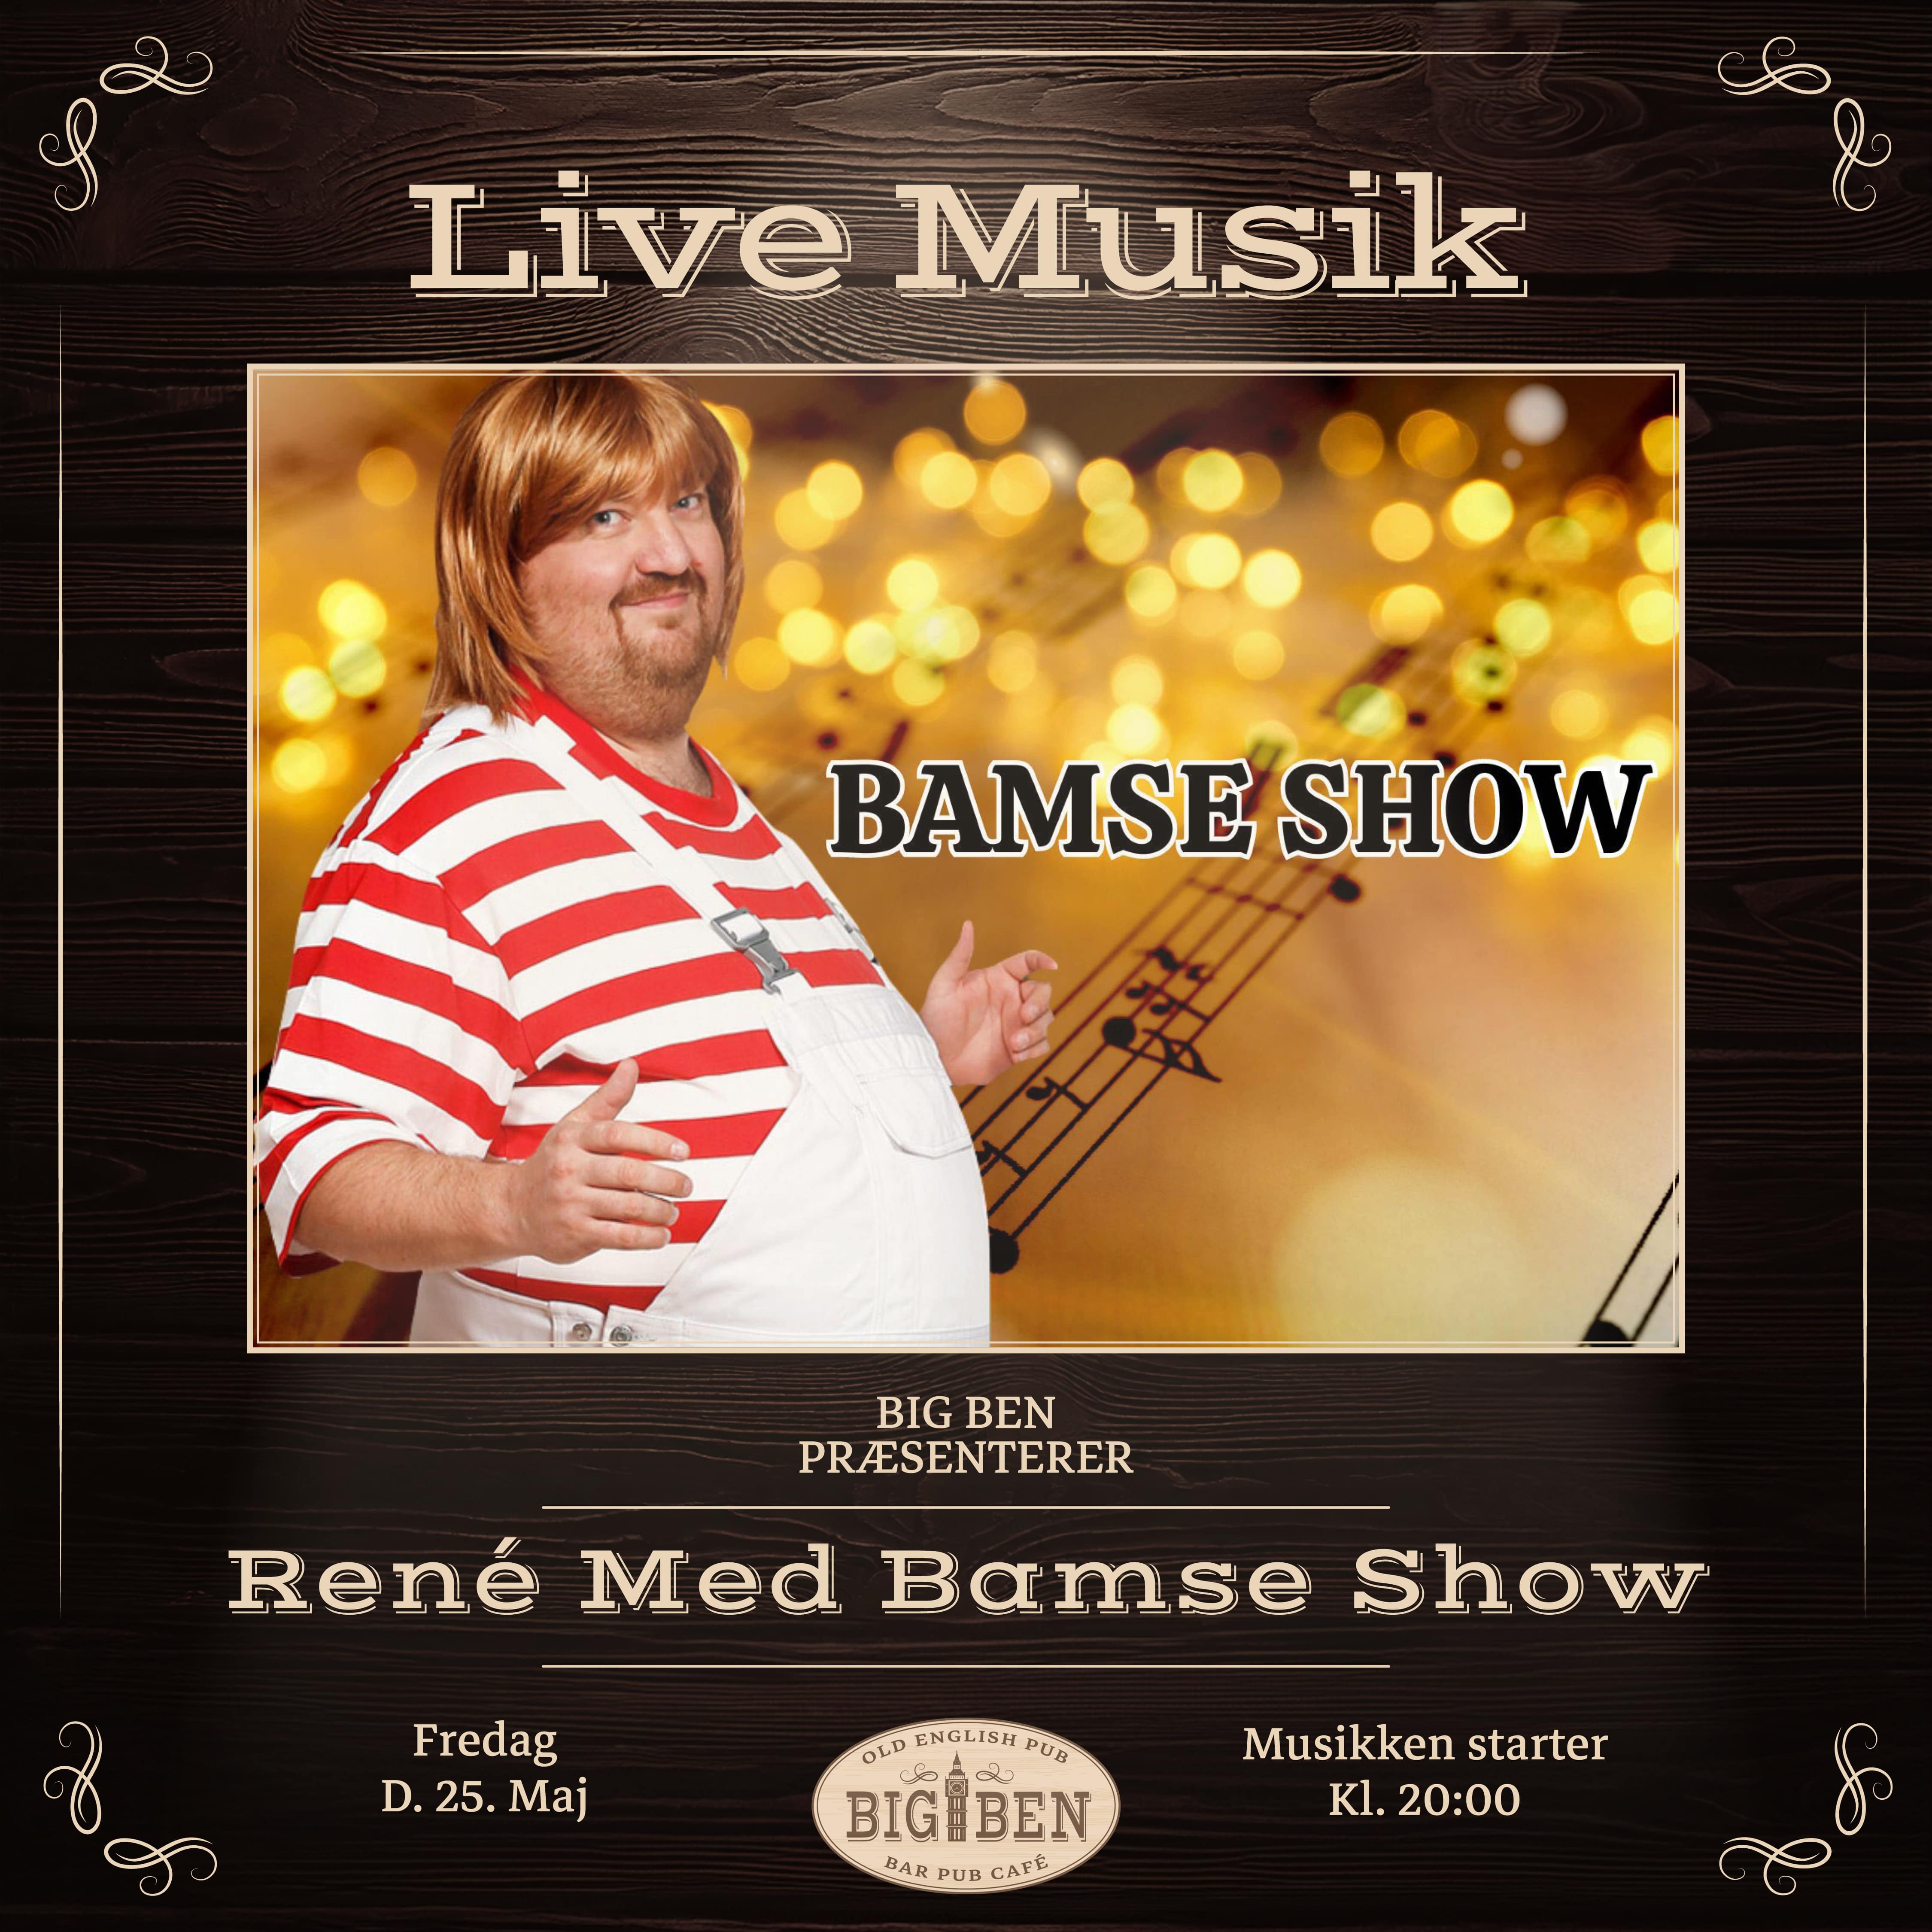 Live Musik
BAMSE SHOW
BIG BEN
PRÆSENTERER
René Med Bamse Show
Fredag
D. 25. Maj
OLD ENGLISH PUB
BIG BEN
BAR PUB CAFÉ
Musikken starter
Kl. 20:00